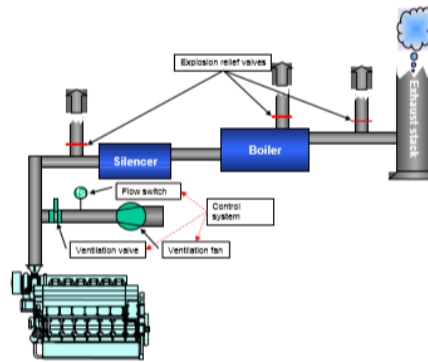 Explosion relief valves
Exhaust stack
Boiler
Silencer
Flow switch
Control
system
Ventilation valve
Ventilation fan